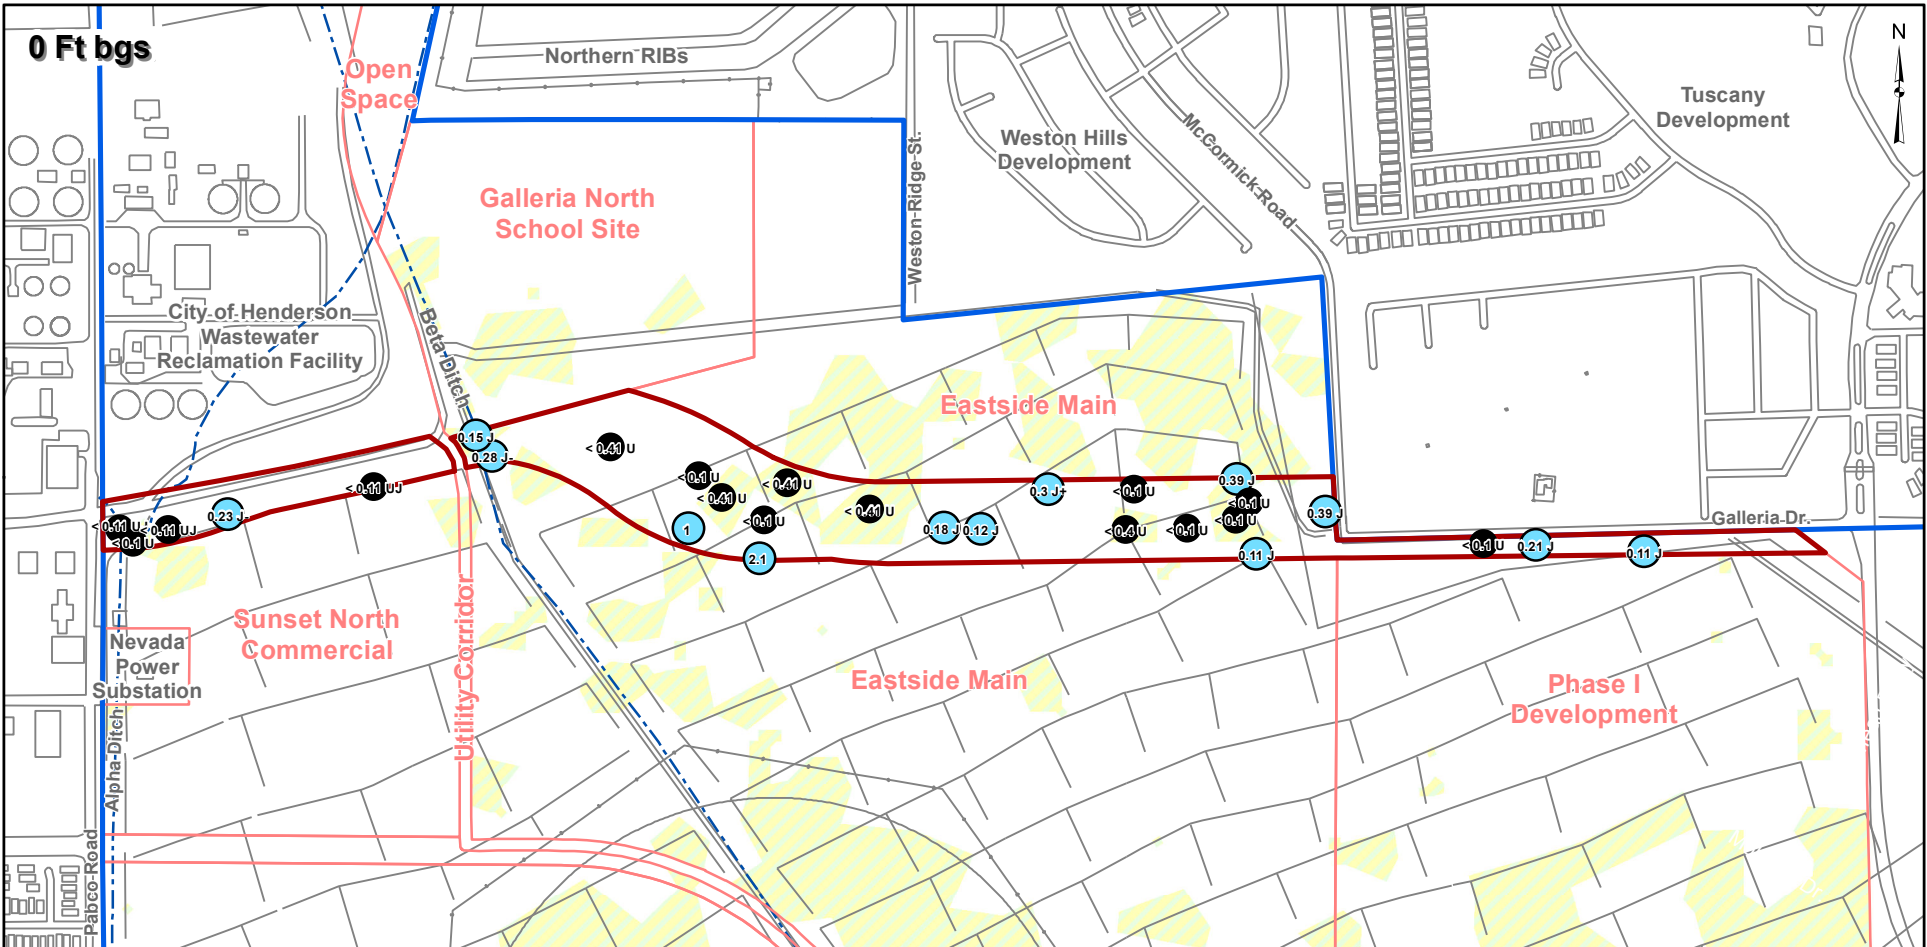 0 Ft bgs
N
Open
Space
Northern RIBs
Weston Hills
Development
McCormick Road
Tuscany
Development
Weston Ridge St.
Galleria North
School Site
City of Henderson
Wastewater
Reclamation Facility
Beta Ditch
Eastside Main
0.15 J
0.28 J-
< 0.41 U
< 0.1 U
< 0.41 U
< 0.41 U
< 0.1 U
< 0.41 U
0.3 J+
< 0.1 U
0.39 J
< 0.1 U
< 0.1 U
0.39 J
< 0.11 UJ
0.23 J-
< 0.11 U
< 0.11 UJ
< 0.1 U
1
2.1
0.18 J
0.12 J
< 0.4 U
< 0.1 U
0.11 J
< 0.1 U
0.21 J
0.11 J
Galleria Dr.
Sunset North
Commercial
Utility Corridor
Nevada
Power
Substation
Alpha Ditch
Pabco Road
Eastside Main
Phase I
Development